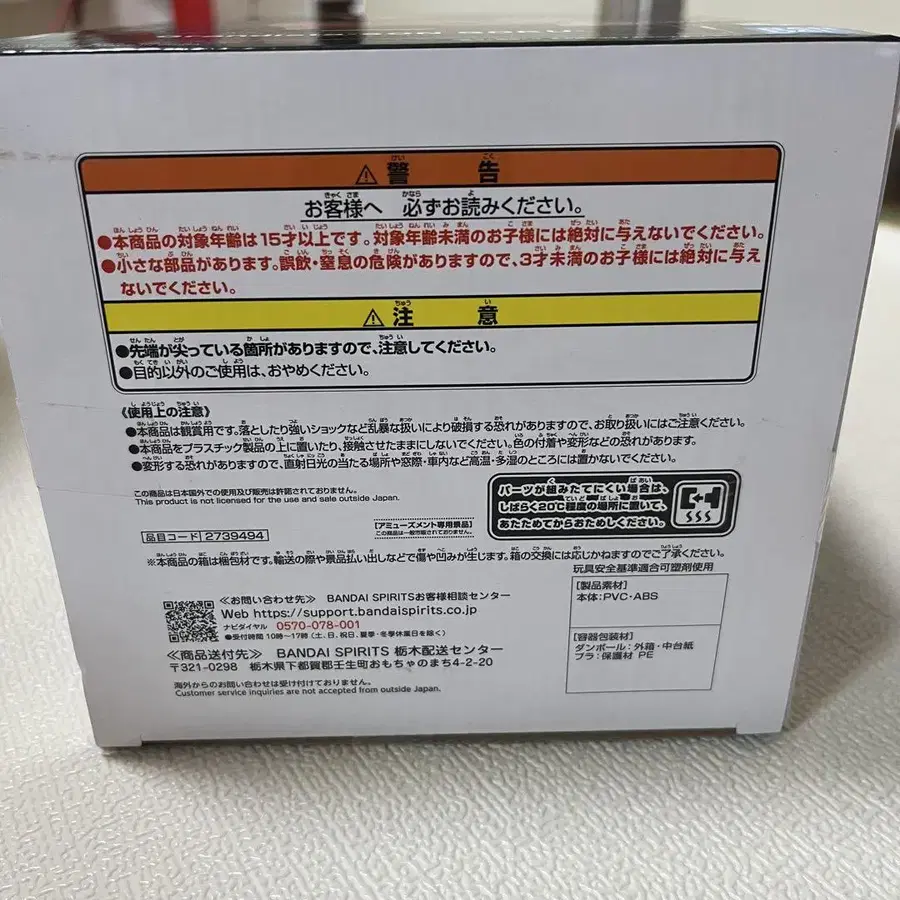 ⚠警告
お客様へ 必ずお読みください。
●本商品の対象年齢は15才以上です。対象年齢未満のお子様には絶対に与えないでください。
●小さな部品があります。誤飲・窒息の危険がありますので、3才未満のお子様には絶対に与え
ないでください。
⚠注意
●先端が尖っている箇所がありますので、注意してください。
●目的以外のご使用は、おやめください。
《使用上の注意》
●本商品は観賞用です。落としたり強いショックなど乱暴な扱いにより破損する恐れがありますので、お取り扱いにはご注意ください。
●本商品をプラスチック製品の上に置いたり、接触させたままにしないでください。色の付着や変形などの恐れがあります。
●変形する恐れがありますので、直射日光の当たる場所や窓際・車内など高温・多湿のところには置かないでください。
この商品は日本国外での使用及び販売は許諾されておりません。
This product is not licensed for the use and sale outside Japan.
パーツが組みたてにくい場合は、
しばらく20℃程度の場所に置いて、
あたためてからおためしください。
品目コード 2739494
[アミューズメント専用景品]
この商品は一般市販されておりません。
※本商品の箱は梱包材です。輸送の際や景品払い出しなどで傷や凹みが生じます。箱の交換には応じかねますのでご了承ください。
玩具安全基準適合可塑剤使用
[製品素材]
本体:PVC・ABS
[容器包装材]
ダンボール:外箱・中台紙
プラ:保護材 PE
≪お問い合わせ先≫ BANDAI SPIRITSお客様相談センター
Web https://support.bandaispirits.co.jp
ナビダイヤル 0570-078-001
●受付時間 10時〜17時(土、日、祝日、夏季・冬季休業日を除く)
≪商品送付先≫ BANDAI SPIRITS 栃木配送センター
〒321-0298 栃木県下都賀郡壬生町おもちゃのまち4-2-20
海外からのお問い合わせは受け付けておりません。
Customer service inquiries are not accepted from outside Japan.